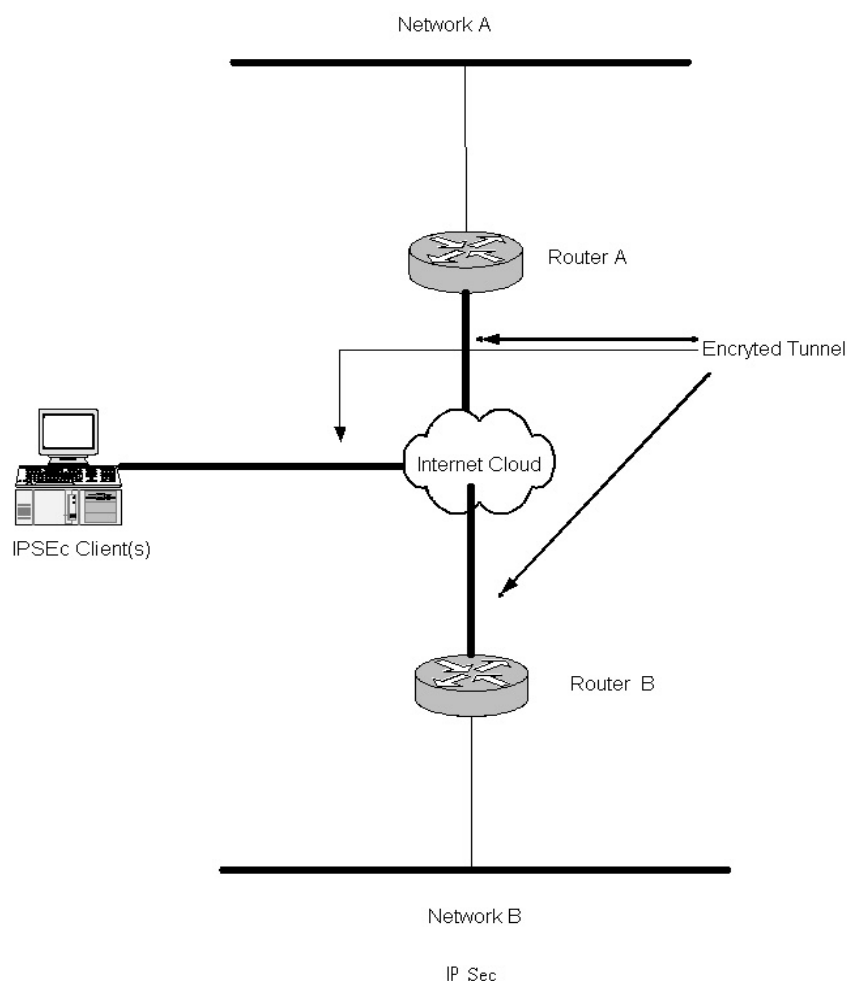 Network A
Router A
Encryted Tunnel
Internet Cloud
IPSEc Client(s)
Router B
Network B
IP Sec